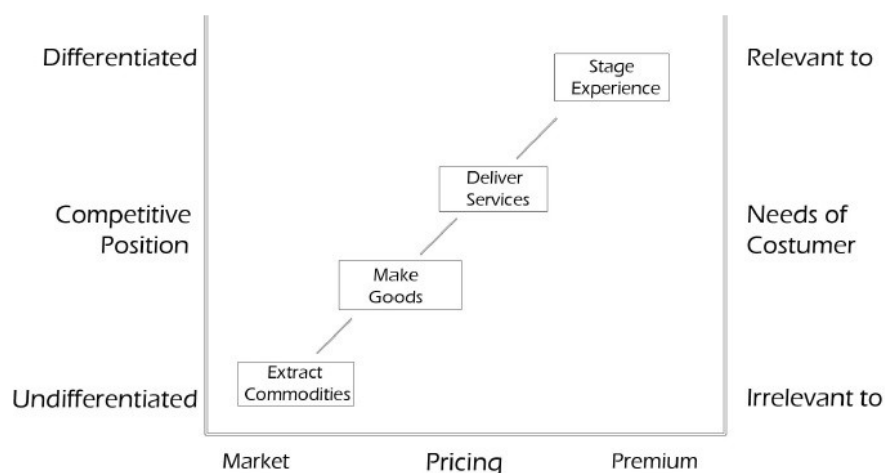 Differentiated
Stage
Experience
Relevant to
Deliver
Services
Competitive
Position
Needs of
Costumer
Make
Goods
Extract
Commodities
Undifferentiated
Irrelevant to
Market
Pricing
Premium